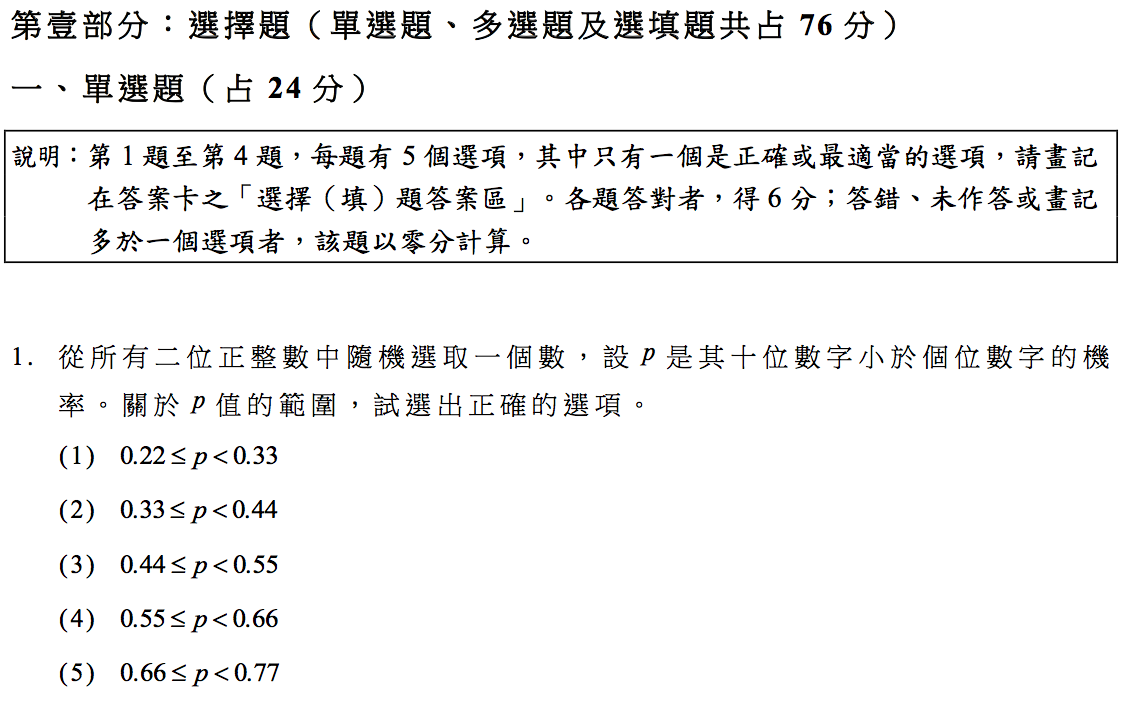 第壹部分：選擇題（單選題、多選題及選填題共占 76 分）
一、單選題（占 24 分）
說明：第 1 題至第 4 題，每題有 5 個選項，其中只有一個是正確或最適當的選項，請畫記
在答案卡之「選擇（填）題答案區」。各題答對者，得 6 分；答錯、未作答或畫記
多於一個選項者，該題以零分計算。
1. 從所有二位正整數中隨機選取一個數，設 p 是其十位數字小於個位數字的機
率。關於 p 值的範圍，試選出正確的選項。
(1) 0.22 ≤ p < 0.33
(2) 0.33 ≤ p < 0.44
(3) 0.44 ≤ p < 0.55
(4) 0.55 ≤ p < 0.66
(5) 0.66 ≤ p < 0.77